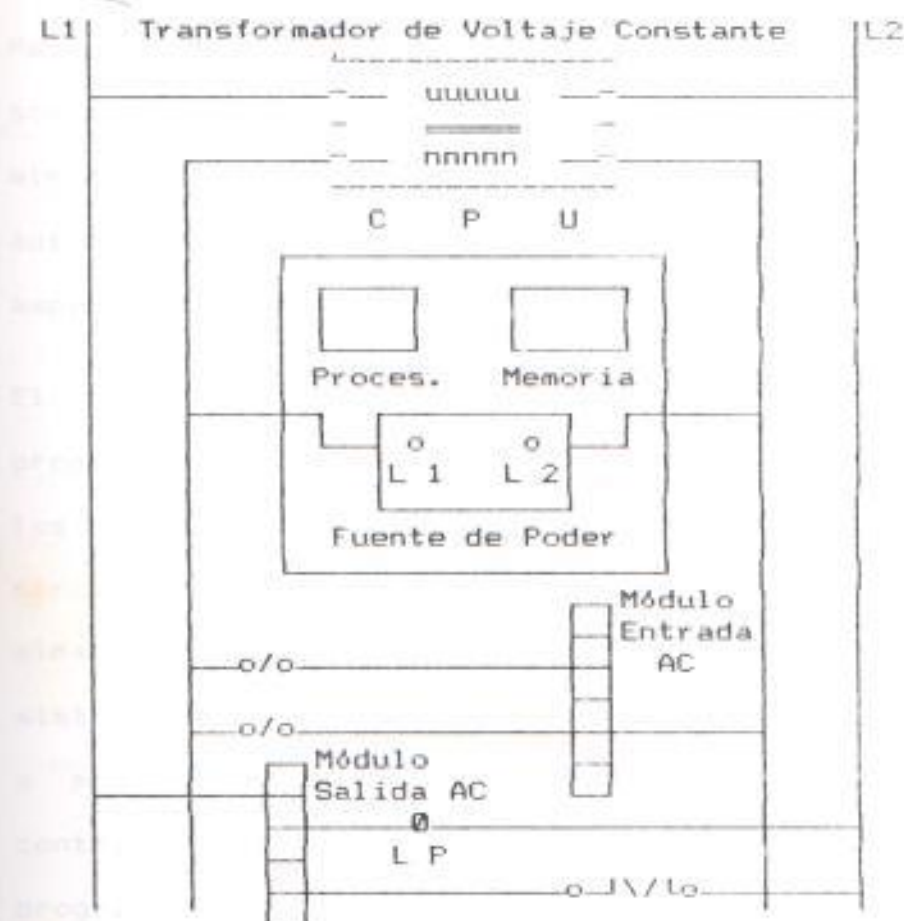 L1 Transformador de Voltaje Constante L2
C P U
Proces. Memoria
L 1 L 2
Fuente de Poder
Módulo
Entrada
AC
Módulo
Salida AC
L P